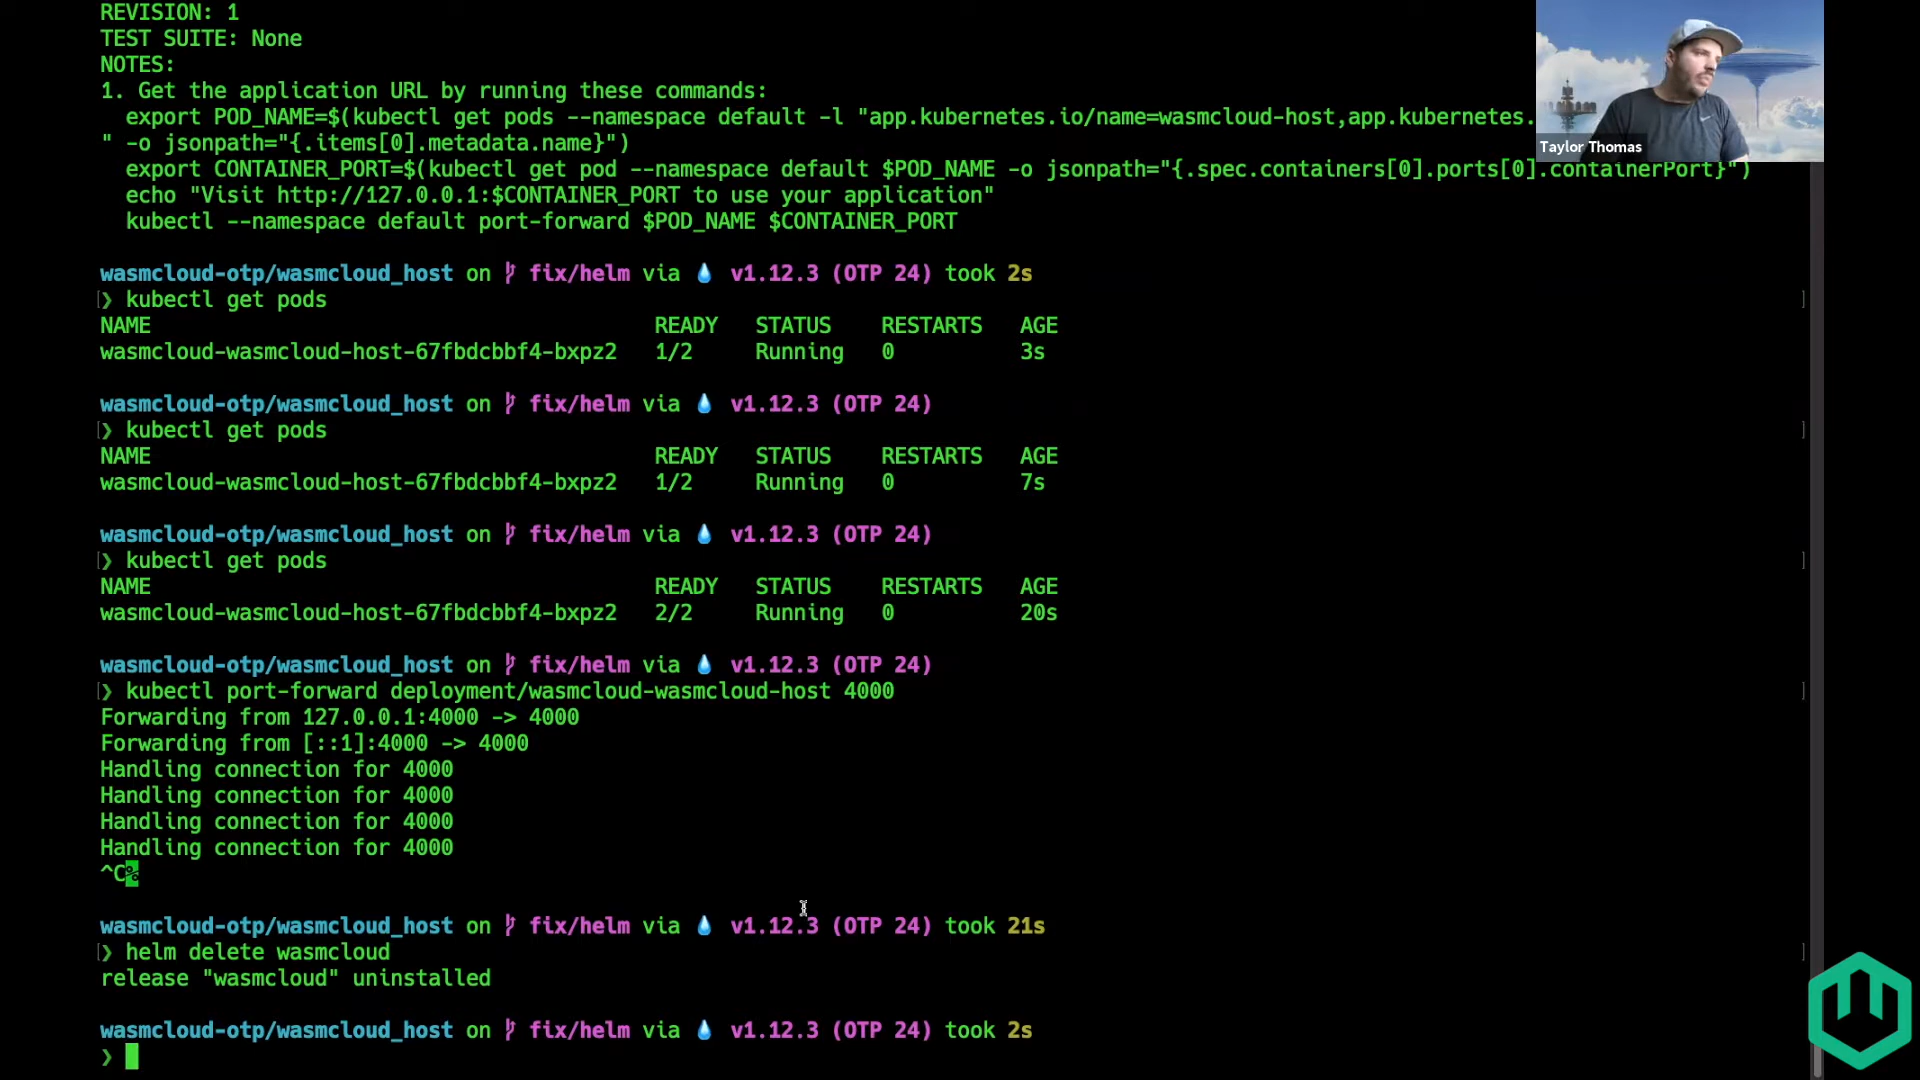 REVISION: 1
TEST SUITE: None
NOTES:
1. Get the application URL by running these commands:
  export POD_NAME=$(kubectl get pods --namespace default -l "app.kubernetes.io/name=wasmcloud-host,app.kubernetes.
" -o jsonpath="{.items[0].metadata.name}")
  export CONTAINER_PORT=$(kubectl get pod --namespace default $POD_NAME -o jsonpath="{.spec.containers[0].ports[0].containerPort}")
  echo "Visit http://127.0.0.1:$CONTAINER_PORT to use your application"
  kubectl --namespace default port-forward $POD_NAME $CONTAINER_PORT
Taylor Thomas
wasmcloud-otp/wasmcloud_host on fix/helm via 💧 v1.12.3 (OTP 24) took 2s
❯ kubectl get pods
NAME READY STATUS RESTARTS AGE
wasmcloud-wasmcloud-host-67fbdcbbf4-bxpz2 1/2 Running 0 3s
wasmcloud-otp/wasmcloud_host on fix/helm via 💧 v1.12.3 (OTP 24)
❯ kubectl get pods
NAME READY STATUS RESTARTS AGE
wasmcloud-wasmcloud-host-67fbdcbbf4-bxpz2 1/2 Running 0 7s
wasmcloud-otp/wasmcloud_host on fix/helm via 💧 v1.12.3 (OTP 24)
❯ kubectl get pods
NAME READY STATUS RESTARTS AGE
wasmcloud-wasmcloud-host-67fbdcbbf4-bxpz2 2/2 Running 0 20s
wasmcloud-otp/wasmcloud_host on fix/helm via 💧 v1.12.3 (OTP 24)
❯ kubectl port-forward deployment/wasmcloud-wasmcloud-host 4000
Forwarding from 127.0.0.1:4000 -> 4000
Forwarding from [::1]:4000 -> 4000
Handling connection for 4000
Handling connection for 4000
Handling connection for 4000
Handling connection for 4000
^C%
wasmcloud-otp/wasmcloud_host on fix/helm via 💧 v1.12.3 (OTP 24) took 21s
❯ helm delete wasmcloud
release "wasmcloud" uninstalled
wasmcloud-otp/wasmcloud_host on fix/helm via 💧 v1.12.3 (OTP 24) took 2s
❯